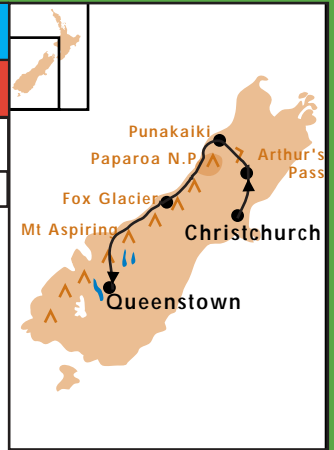 Punakaiki
Paparoa N.P
Arthur's
Pass
Fox Glacier
Mt Aspiring
Christchurch
Queenstown